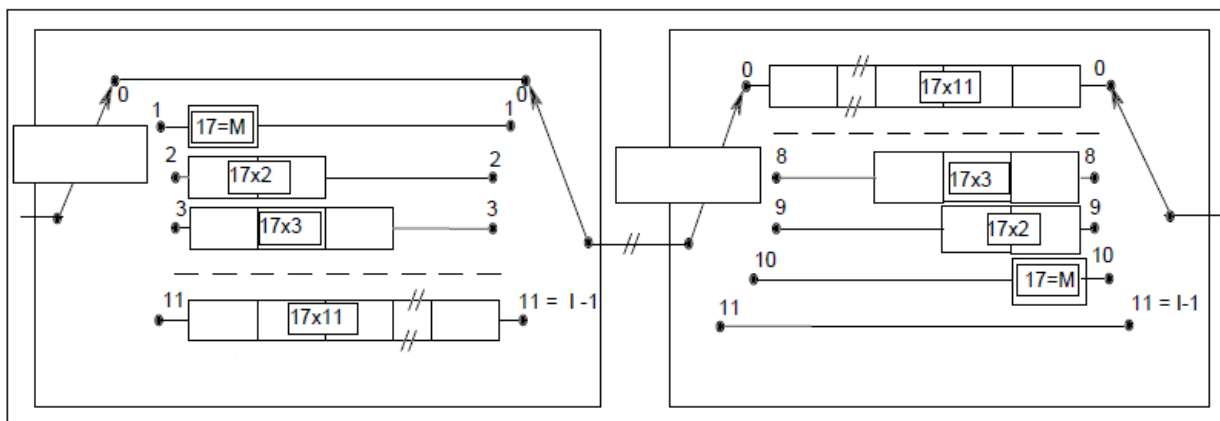 0 0
1 17=M 1
2 17x2 2
3 17x3 3
11 17x11 11 = I -1
0 17x11 0
8 17x3 8
9 17x2 9
10 17=M 10
11 11 = I-1